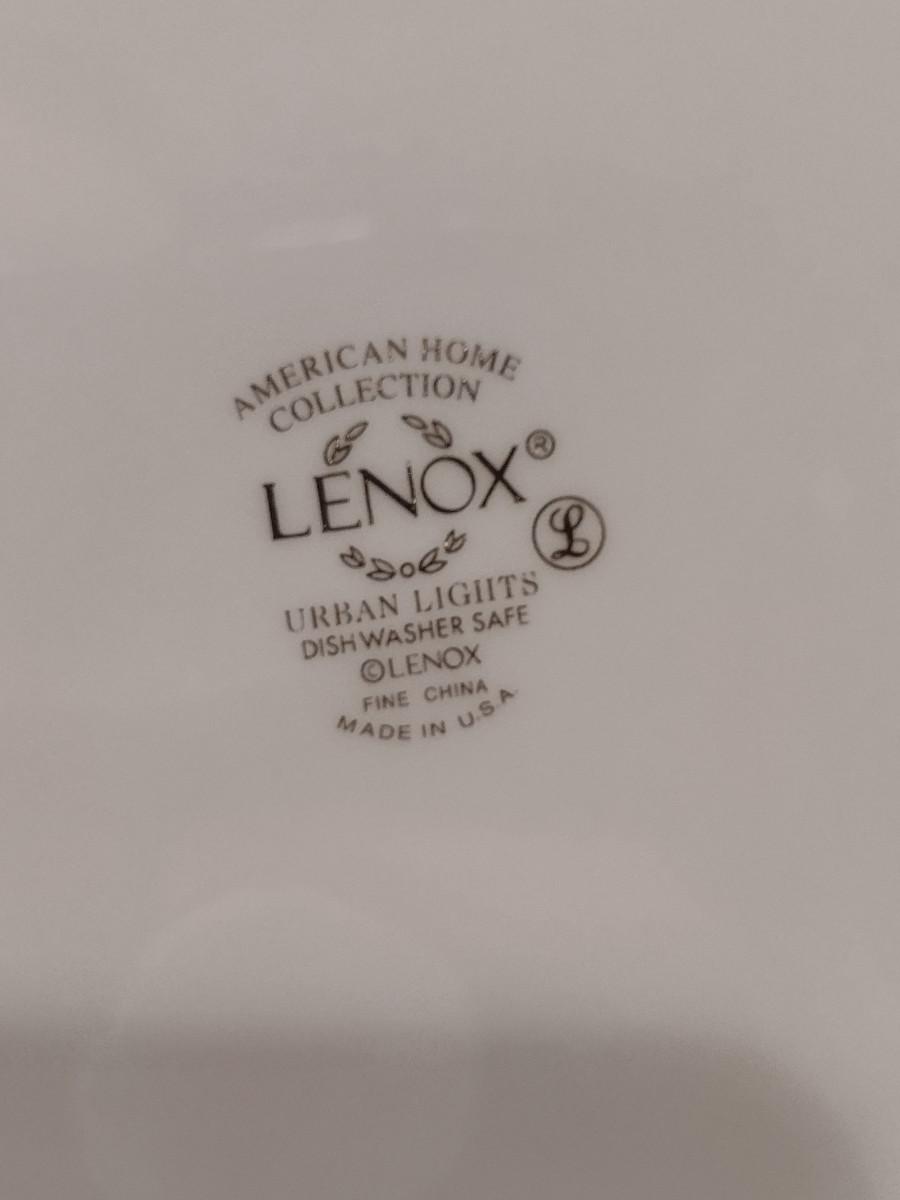 AMERICAN HOME
COLLECTION
LENOX®
L
URBAN LIGHTS
DISHWASHER SAFE
©LENOX
FINE CHINA
MADE IN U.S.A.